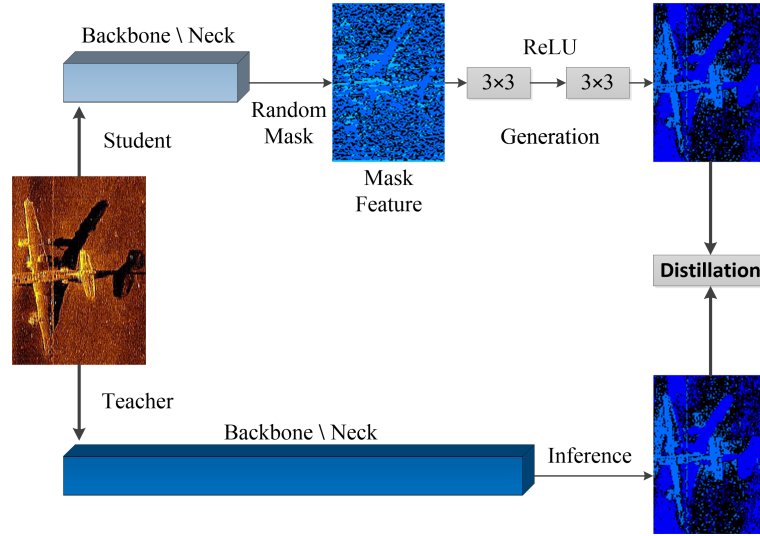 Backbone \ Neck
ReLU
3×3
3×3
Random
Mask
Student
Generation
Mask
Feature
Distillation
Teacher
Backbone \ Neck
Inference